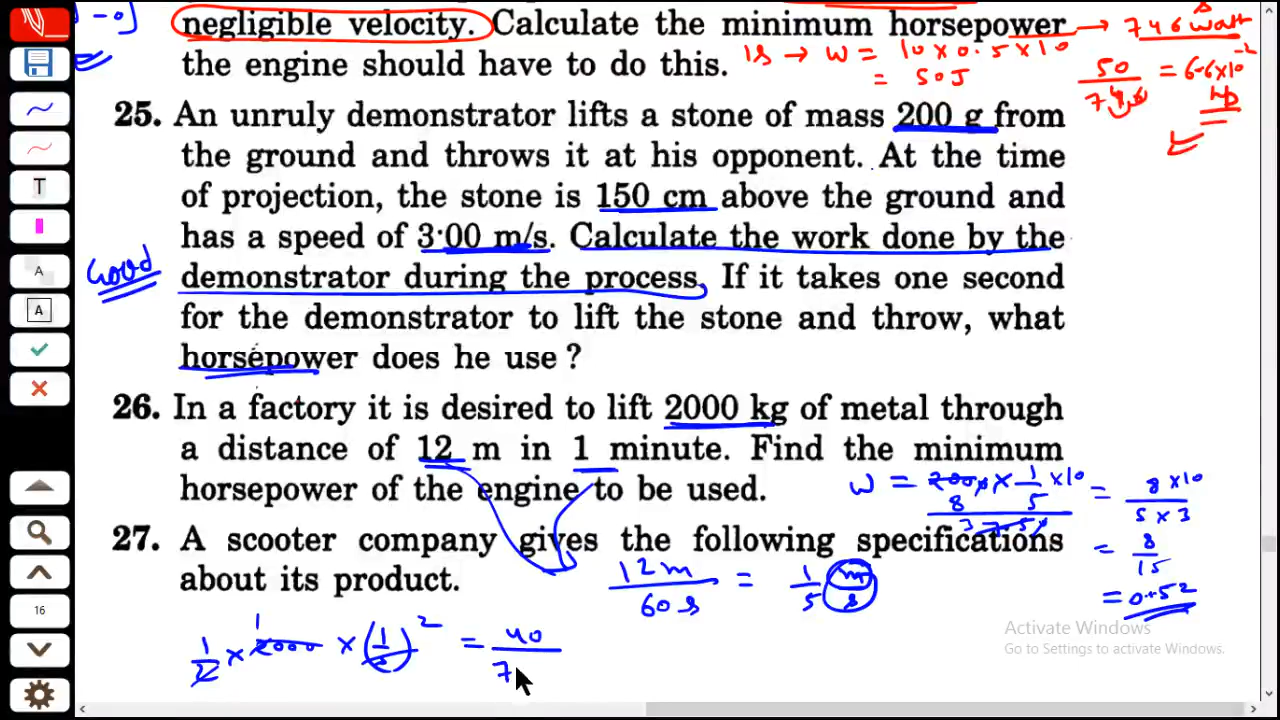 negligible velocity. Calculate the minimum horsepower → 746 watt
the engine should have to do this. 1s → W = 10 x 0.5 x 10
= 50J
50 / 746 = 6.6x10^-2 Hp
25. An unruly demonstrator lifts a stone of mass 200 g from
the ground and throws it at his opponent. At the time
of projection, the stone is 150 cm above the ground and
has a speed of 3·00 m/s. Calculate the work done by the
Good
demonstrator during the process. If it takes one second
for the demonstrator to lift the stone and throw, what
horsepower does he use ?
26. In a factory it is desired to lift 2000 kg of metal through
a distance of 12 m in 1 minute. Find the minimum
horsepower of the engine to be used.
= 8 x 10 / 5 x 3
27. A scooter company gives the following specifications
about its product.
12m / 60s = 1/5 m/s
= 8/15
= 0.52
Activate Windows
Go to Settings to activate Windows.
= 40 / 7
T
A
A
16